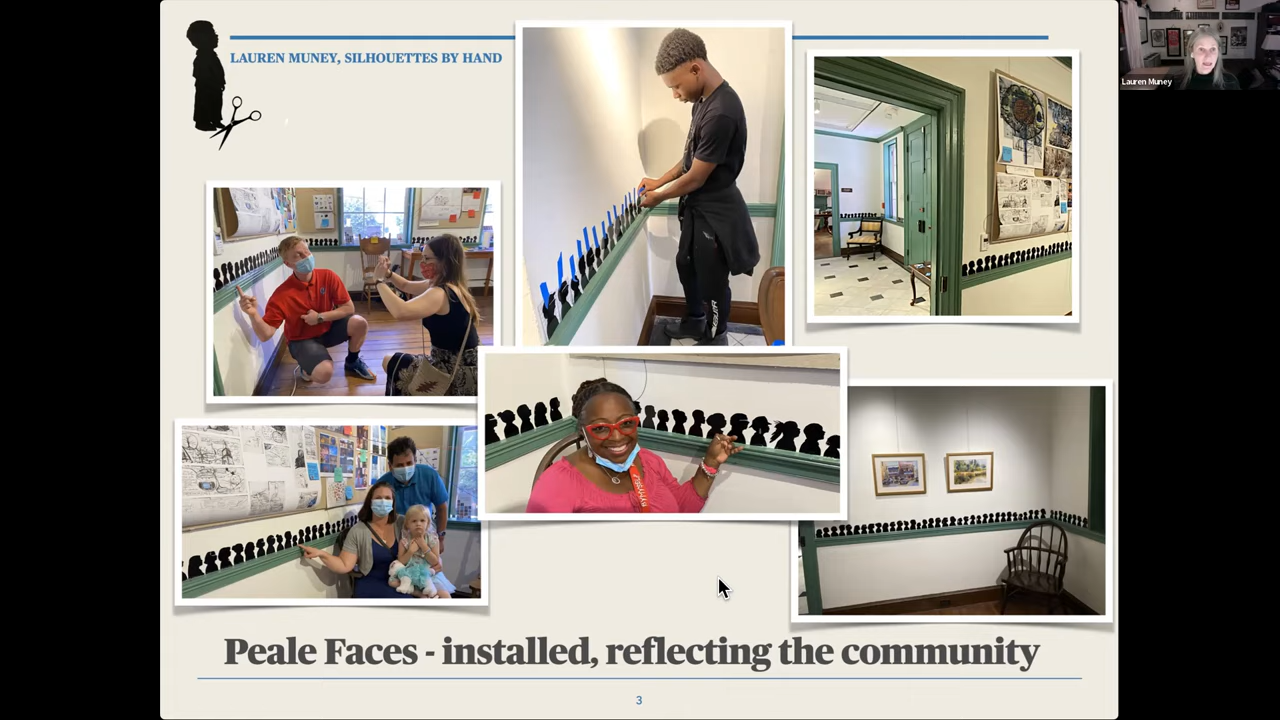 LAUREN MUNEY, SILHOUETTES BY HAND
Lauren Muney
Peale Faces - installed, reflecting the community
3